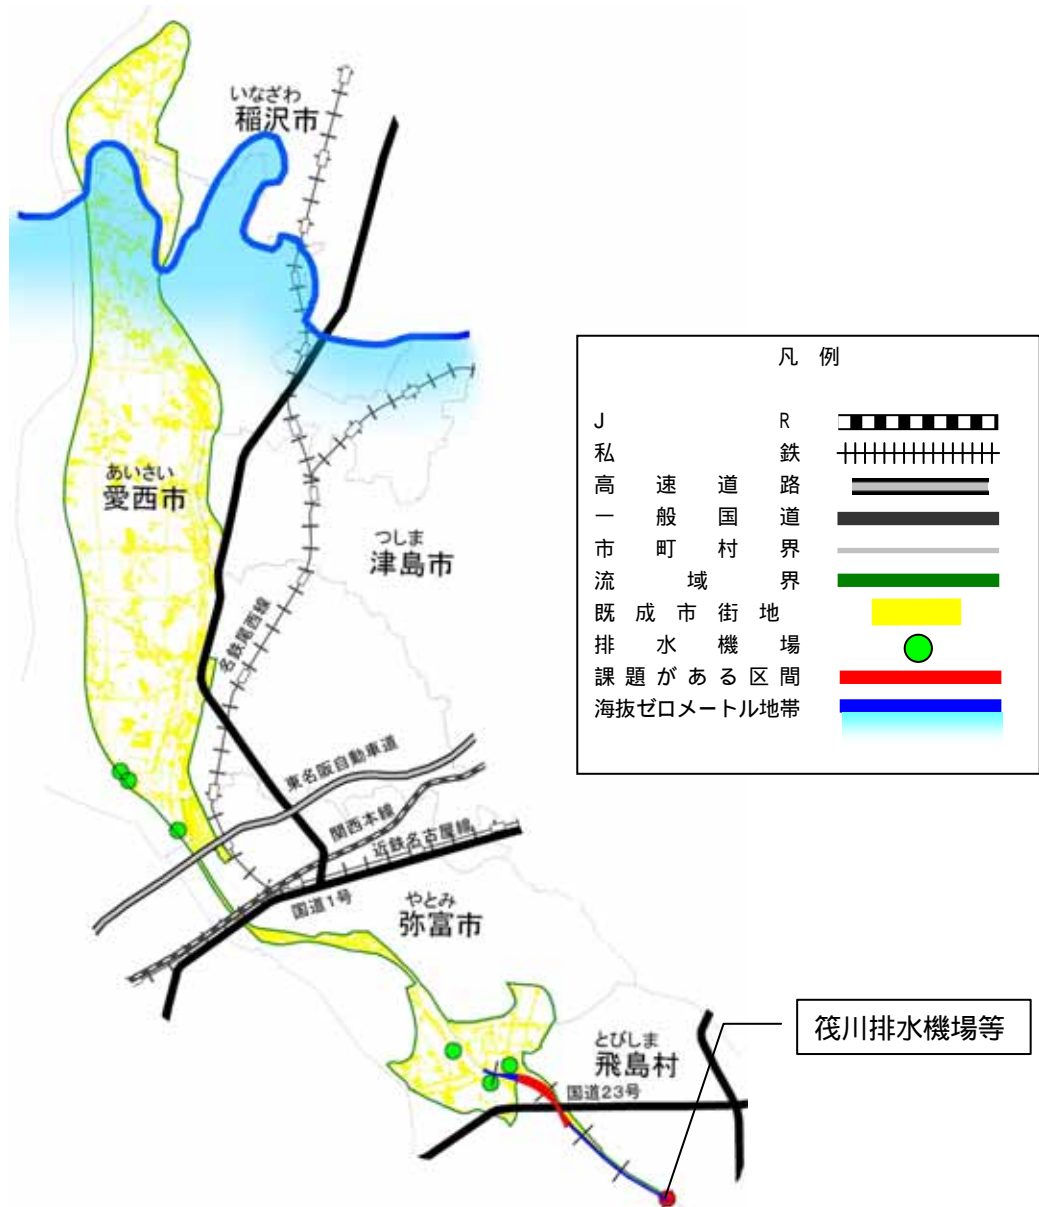 いなざわ
稲沢市
あいさい
愛西市
つしま
津島市
名鉄尾西線
東名阪自動車道
関西本線
近鉄名古屋線
国道1号
やとみ
弥富市
とびしま
飛島村
国道23号
筏川排水機場等
凡例
JR
私鉄
高速道路
一般国道
市町村界
流域界
既成市街地
排水機場
課題がある区間
海抜ゼロメートル地帯